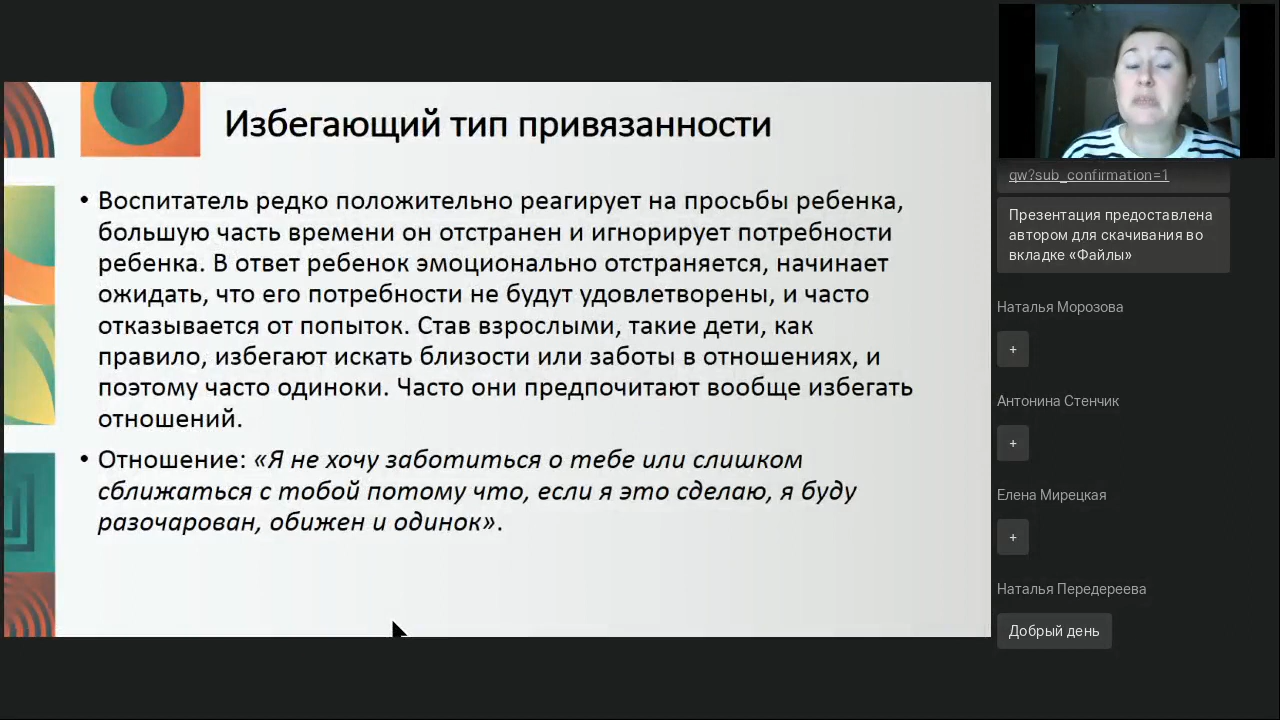 Избегающий тип привязанности
• Воспитатель редко положительно реагирует на просьбы ребенка,
большую часть времени он отстранен и игнорирует потребности
ребенка. В ответ ребенок эмоционально отстраняется, начинает
ожидать, что его потребности не будут удовлетворены, и часто
отказывается от попыток. Став взрослыми, такие дети, как
правило, избегают искать близости или заботы в отношениях, и
поэтому часто одиноки. Часто они предпочитают вообще избегать
отношений.
• Отношение: «Я не хочу заботиться о тебе или слишком
сближаться с тобой потому что, если я это сделаю, я буду
разочарован, обижен и одинок».
qw?sub_confirmation=1
Презентация предоставлена
автором для скачивания во
вкладке «Файлы»
Наталья Морозова
+
Антонина Стенчик
+
Елена Мирецкая
+
Наталья Передереева
Добрый день